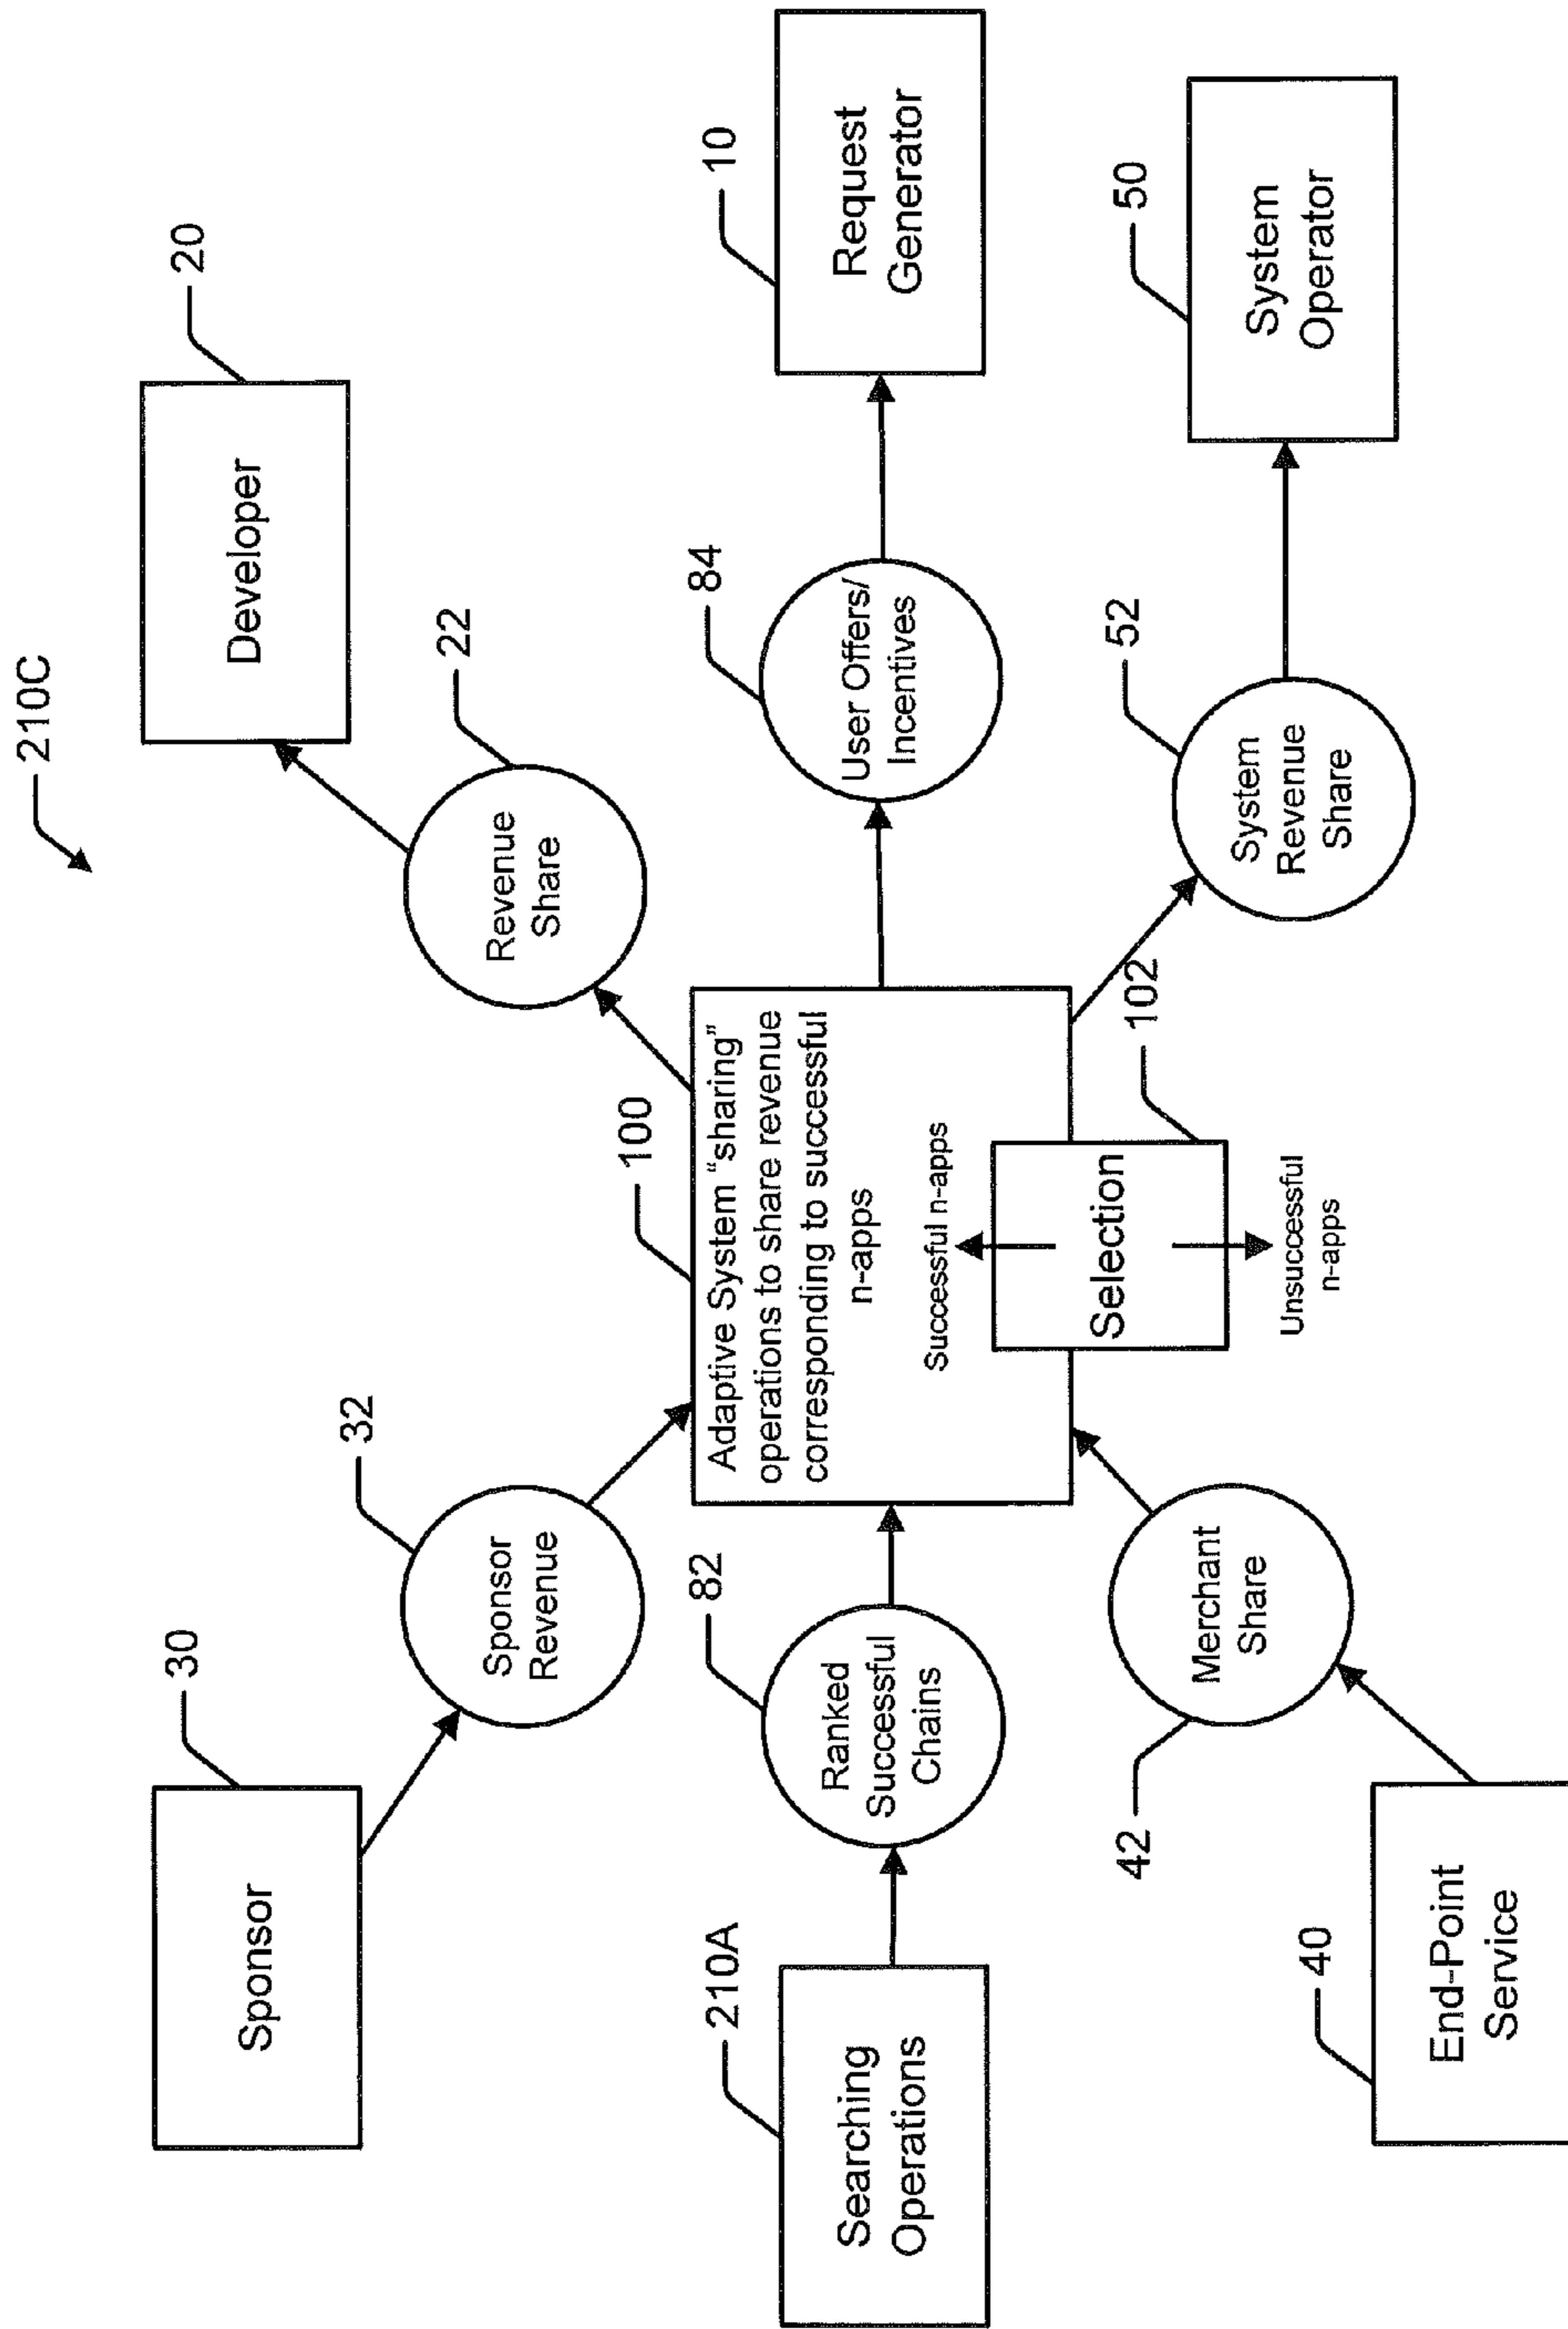 210C
30
Sponsor
32
Sponsor
Revenue
22
Revenue
Share
20
Developer
210A
Searching
Operations
82
Ranked
Successful
Chains
100
Adaptive System “sharing”
operations to share revenue
corresponding to successful
n-apps
Successful n-apps
102
Selection
Unsuccessful
n-apps
84
User Offers/
Incentives
10
Request
Generator
40
End-Point
Service
42
Merchant
Share
52
System
Revenue
Share
50
System
Operator